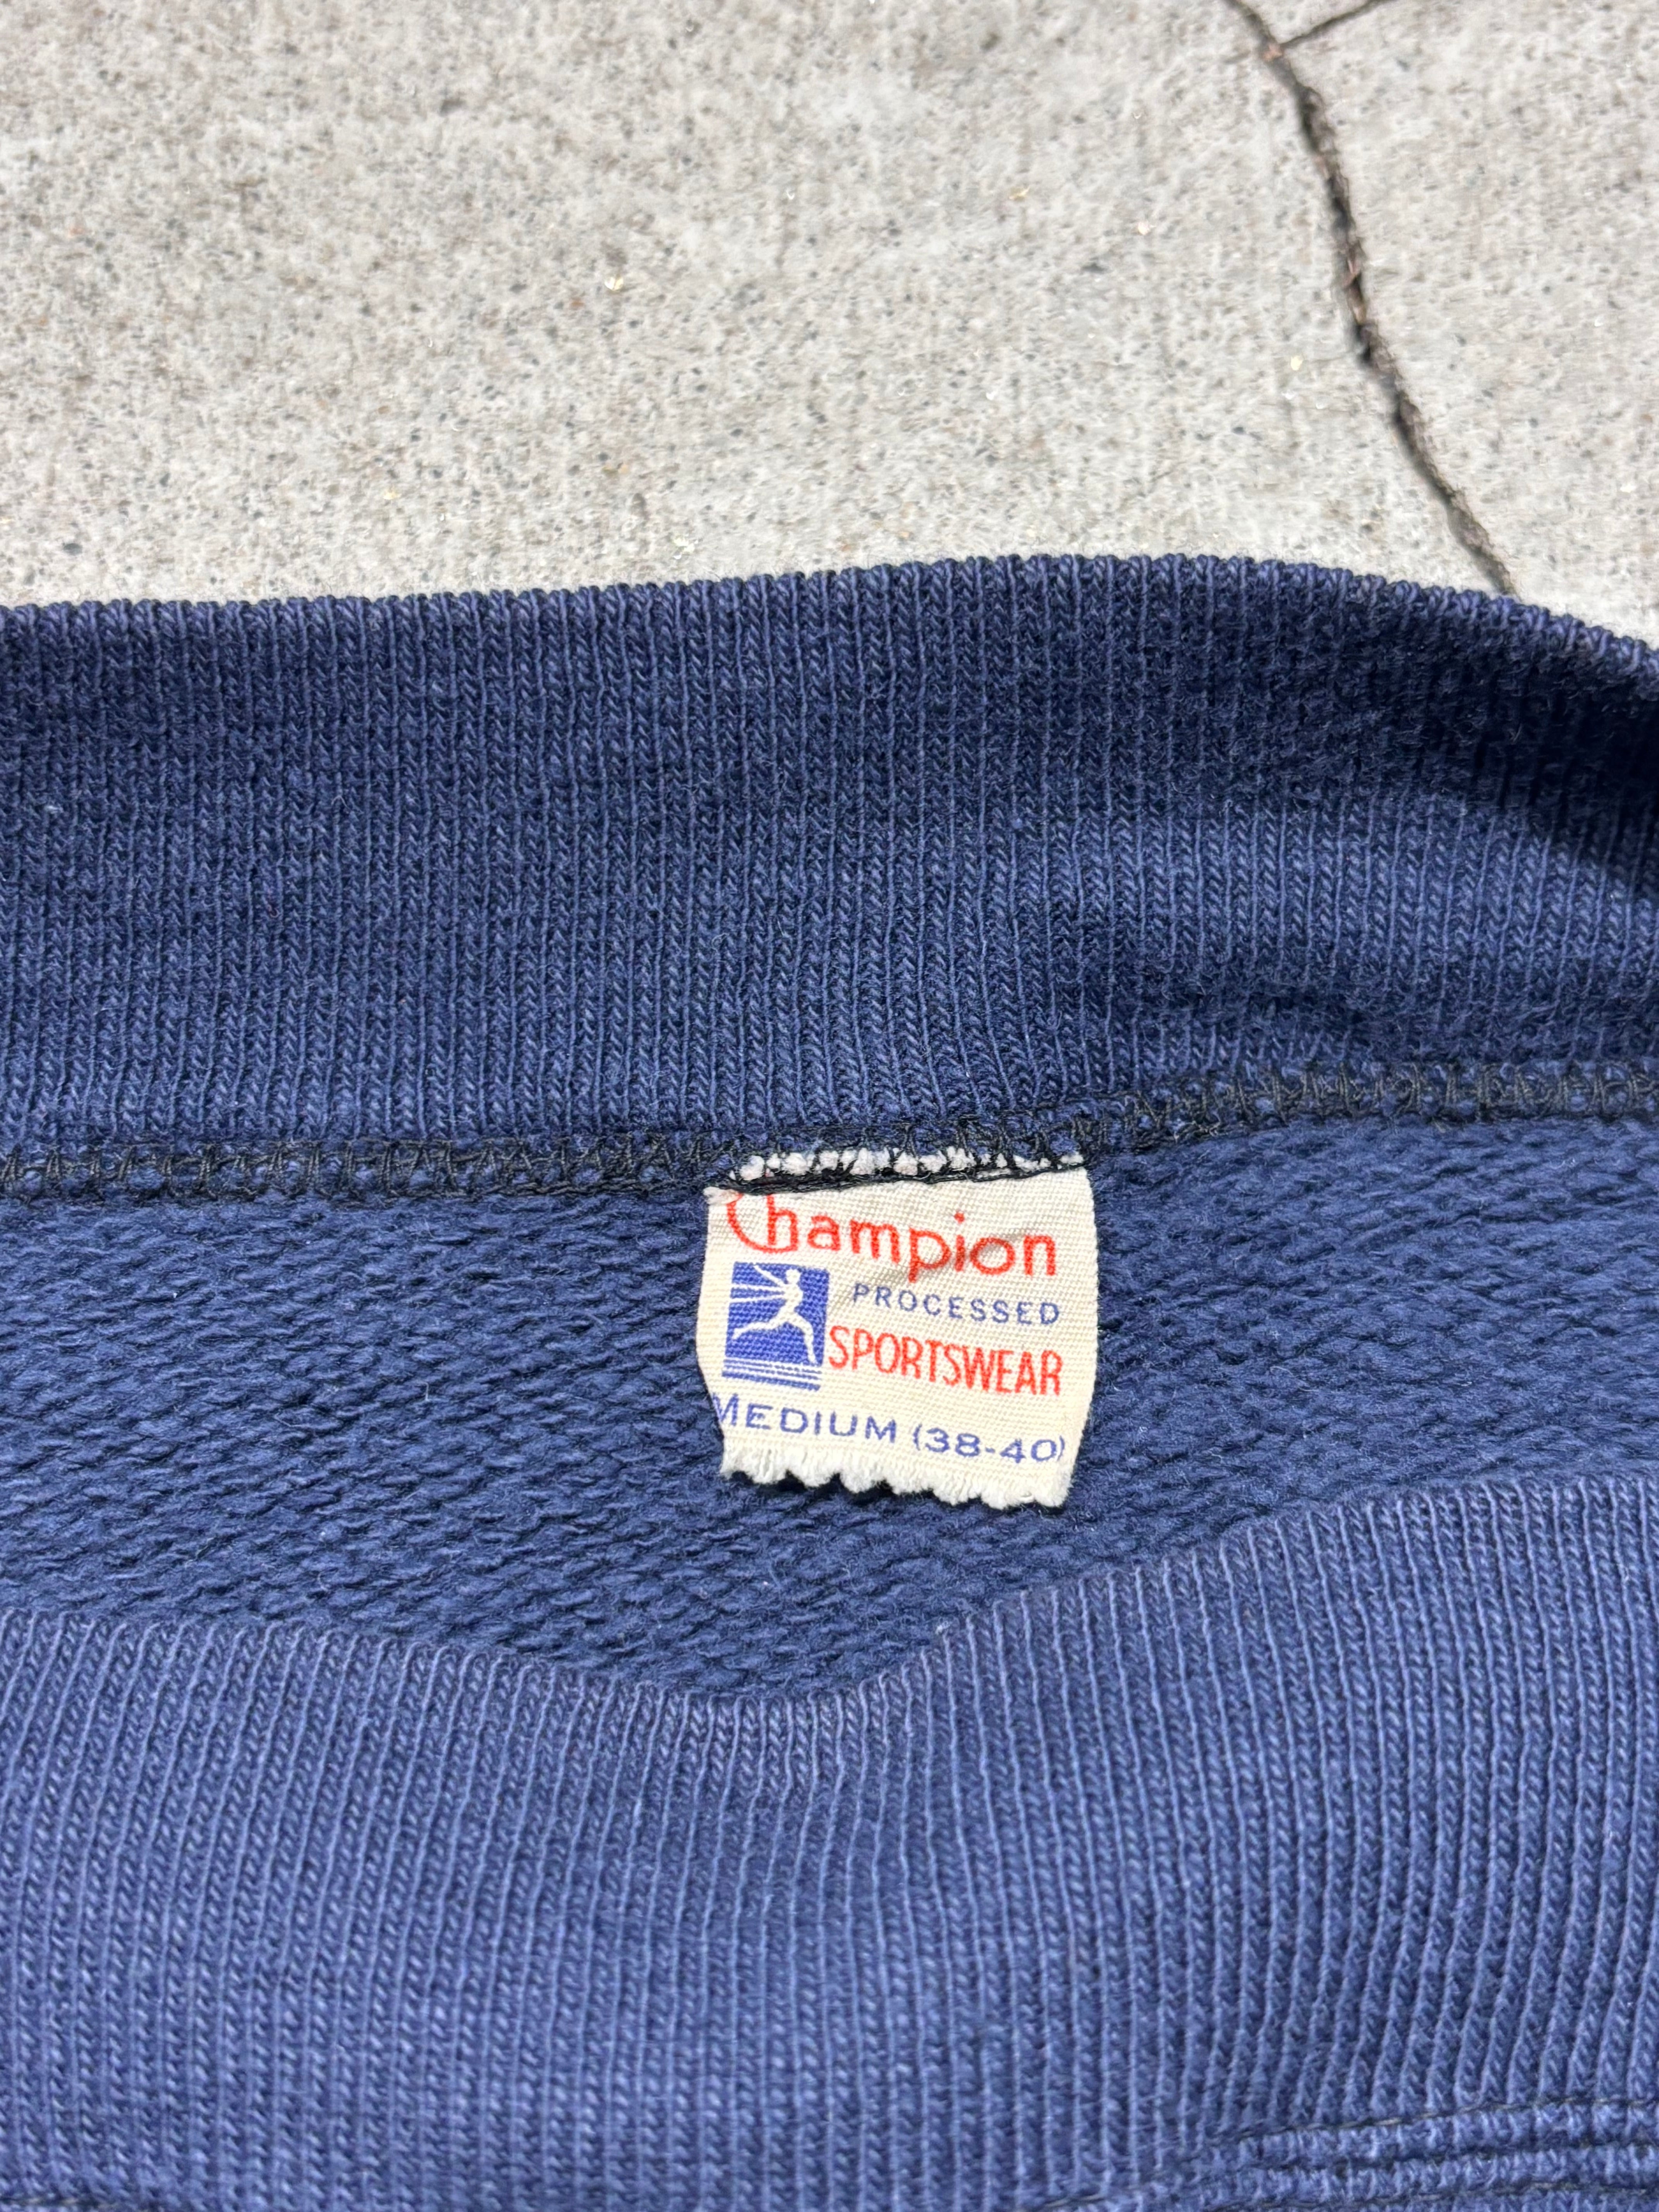 Champion
PROCESSED
SPORTSWEAR
MEDIUM (38-40)